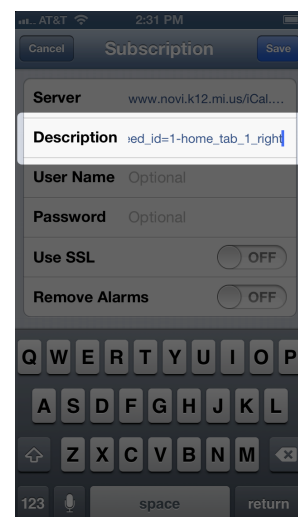 AT&T 2:31 PM
Cancel Subscription Save
Server www.novi.k12.mi.us/iCal....
Description eed_id=1-home_tab_1_right
User Name Optional
Password Optional
Use SSL OFF
Remove Alarms OFF
Q W E R T Y U I O P
A S D F G H J K L
Z X C V B N M
123 space return